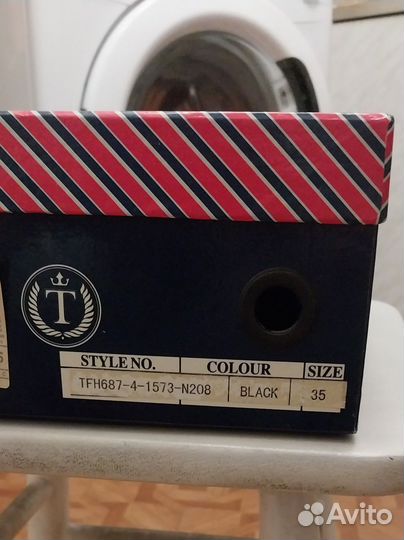 T
STYLE NO. COLOUR SIZE
TFH687-4-1573-N208 BLACK 35
Avito